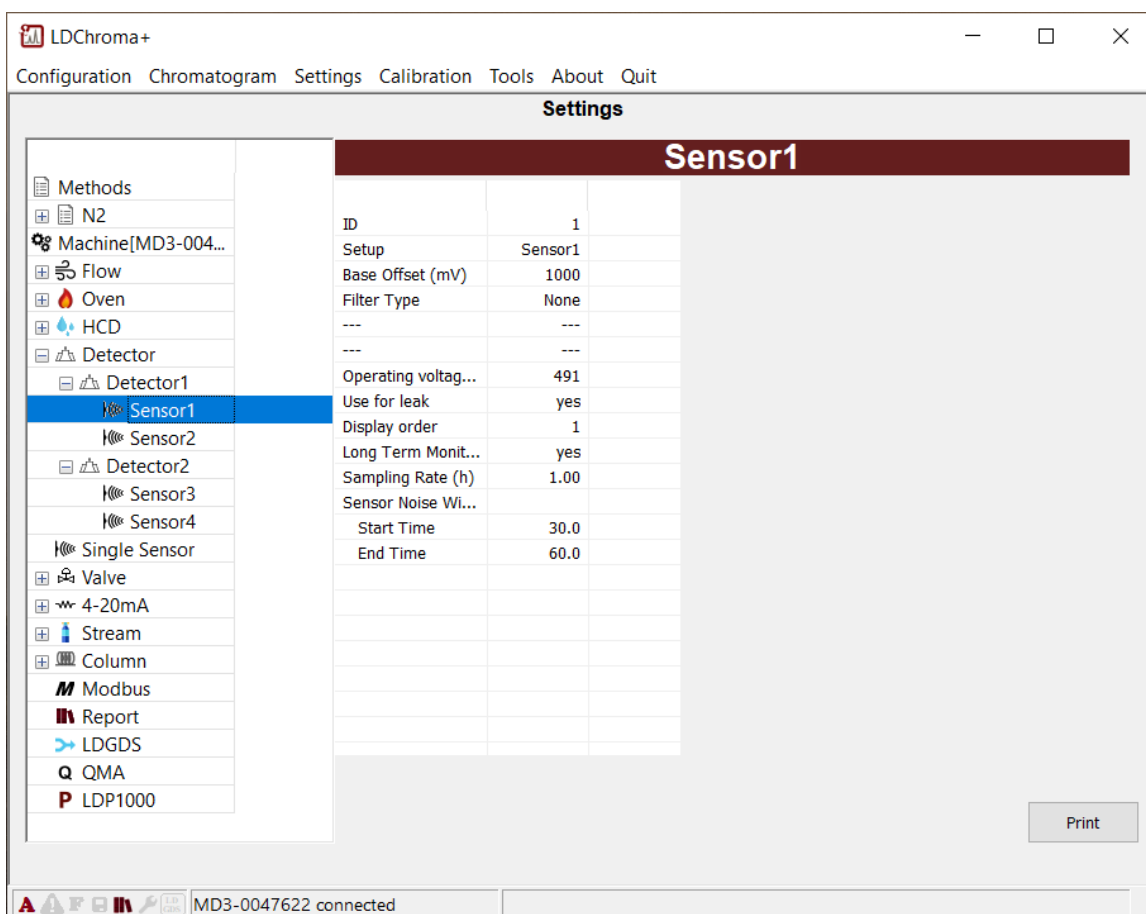 LDChroma+
Configuration Chromatogram Settings Calibration Tools About Quit
Settings
Methods
N2
Machine[MD3-004...
Flow
Oven
HCD
Detector
Detector1
Sensor1
Sensor2
Detector2
Sensor3
Sensor4
Single Sensor
Valve
4-20mA
Stream
Column
M Modbus
Report
LDGDS
Q QMA
P LDP1000
Sensor1
ID 1
Setup Sensor1
Base Offset (mV) 1000
Filter Type None
--- ---
--- ---
Operating voltag... 491
Use for leak yes
Display order 1
Long Term Monit... yes
Sampling Rate (h) 1.00
Sensor Noise Wi...
Start Time 30.0
End Time 60.0
Print
A F LD GDS MD3-0047622 connected